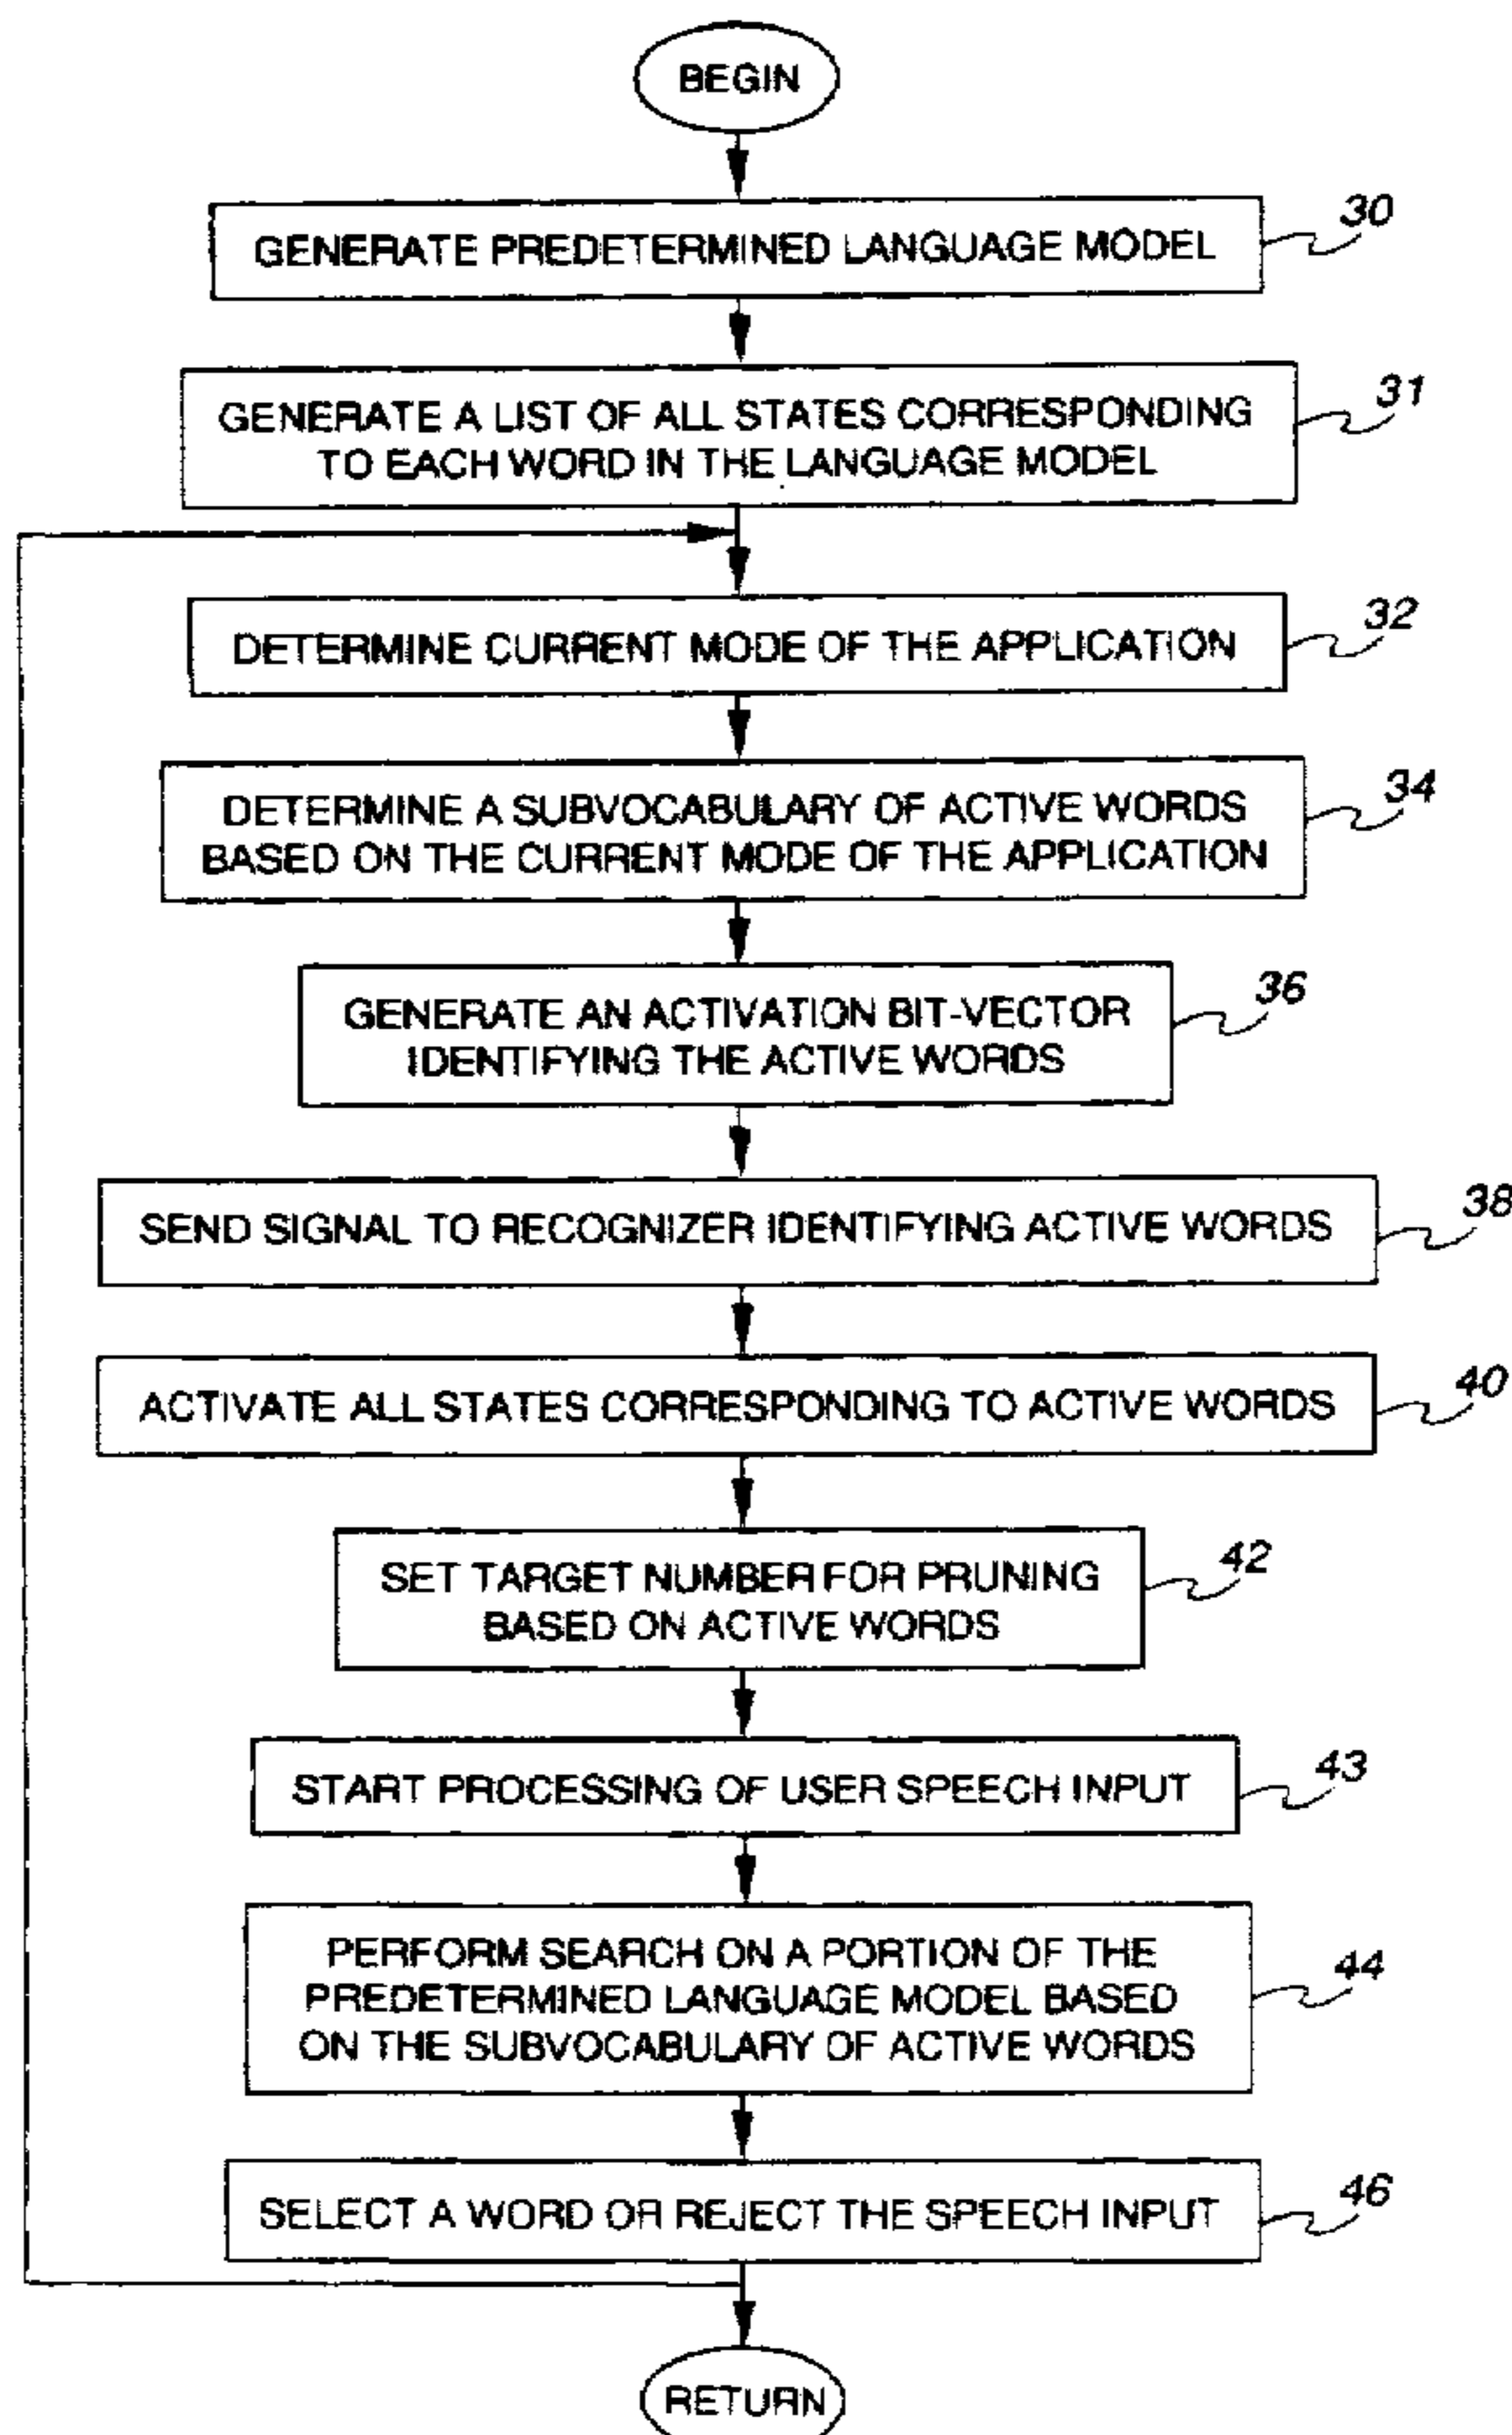 BEGIN
GENERATE PREDETERMINED LANGUAGE MODEL
30
GENERATE A LIST OF ALL STATES CORRESPONDING
TO EACH WORD IN THE LANGUAGE MODEL
31
DETERMINE CURRENT MODE OF THE APPLICATION
32
DETERMINE A SUBVOCABULARY OF ACTIVE WORDS
BASED ON THE CURRENT MODE OF THE APPLICATION
34
GENERATE AN ACTIVATION BIT-VECTOR
IDENTIFYING THE ACTIVE WORDS
36
SEND SIGNAL TO RECOGNIZER IDENTIFYING ACTIVE WORDS
38
ACTIVATE ALL STATES CORRESPONDING TO ACTIVE WORDS
40
SET TARGET NUMBER FOR PRUNING
BASED ON ACTIVE WORDS
42
START PROCESSING OF USER SPEECH INPUT
43
PERFORM SEARCH ON A PORTION OF THE
PREDETERMINED LANGUAGE MODEL BASED
ON THE SUBVOCABULARY OF ACTIVE WORDS
44
SELECT A WORD OR REJECT THE SPEECH INPUT
46
RETURN